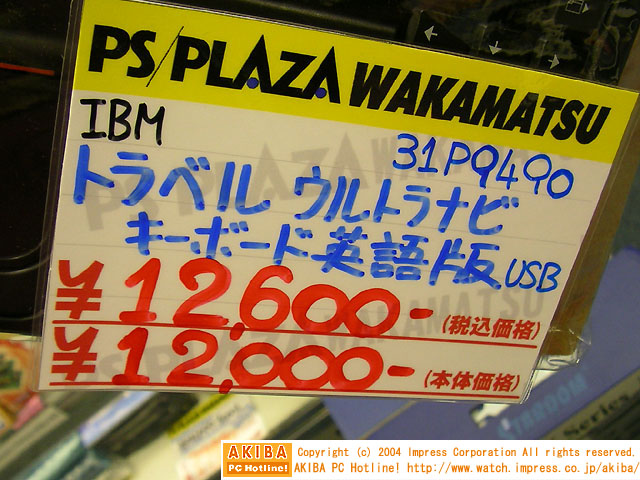 PS/PLAZA WAKAMATSU
IBM
31P9490
トラベル ウルトラナビ
キーボード英語版 USB
¥12,600-(税込価格)
¥12,000-(本体価格)
AKIBA PC Hotline!
Copyright (c) 2004 Impress Corporation All rights reserved.
AKIBA PC Hotline! http://www.watch.impress.co.jp/akiba/